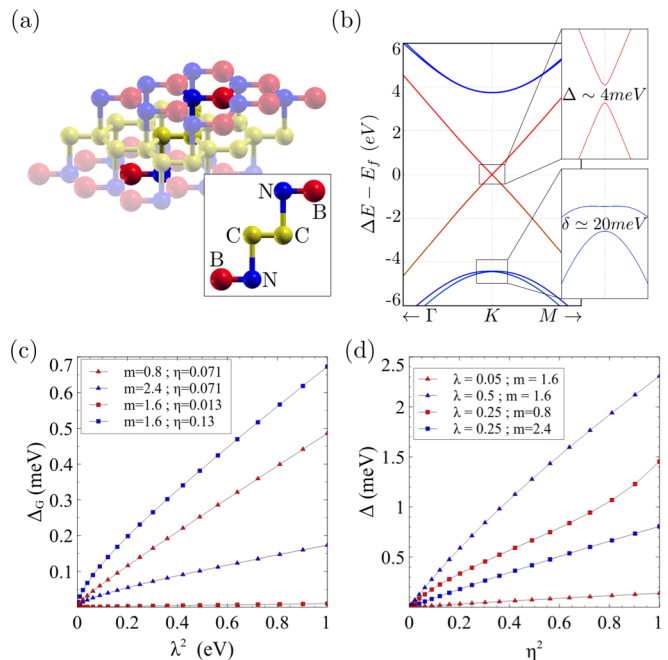 (a)
N
B
C
C
B
N
(b)
ΔE − E_f (eV)
6
4
2
0
-2
-4
-6
← Γ
K
M →
Δ ∼ 4meV
δ ≃ 20meV
(c)
Δ_G (meV)
0.7
0.6
0.5
0.4
0.3
0.2
0.1
m=0.8 ; η=0.071
m=2.4 ; η=0.071
m=1.6 ; η=0.013
m=1.6 ; η=0.13
0 0.2 0.4 0.6 0.8 1
λ² (eV)
(d)
Δ (meV)
2.5
2
1.5
1
0.5
λ = 0.05 ; m = 1.6
λ = 0.5 ; m = 1.6
λ = 0.25 ; m=0.8
λ = 0.25 ; m=2.4
0 0.2 0.4 0.6 0.8 1
η²